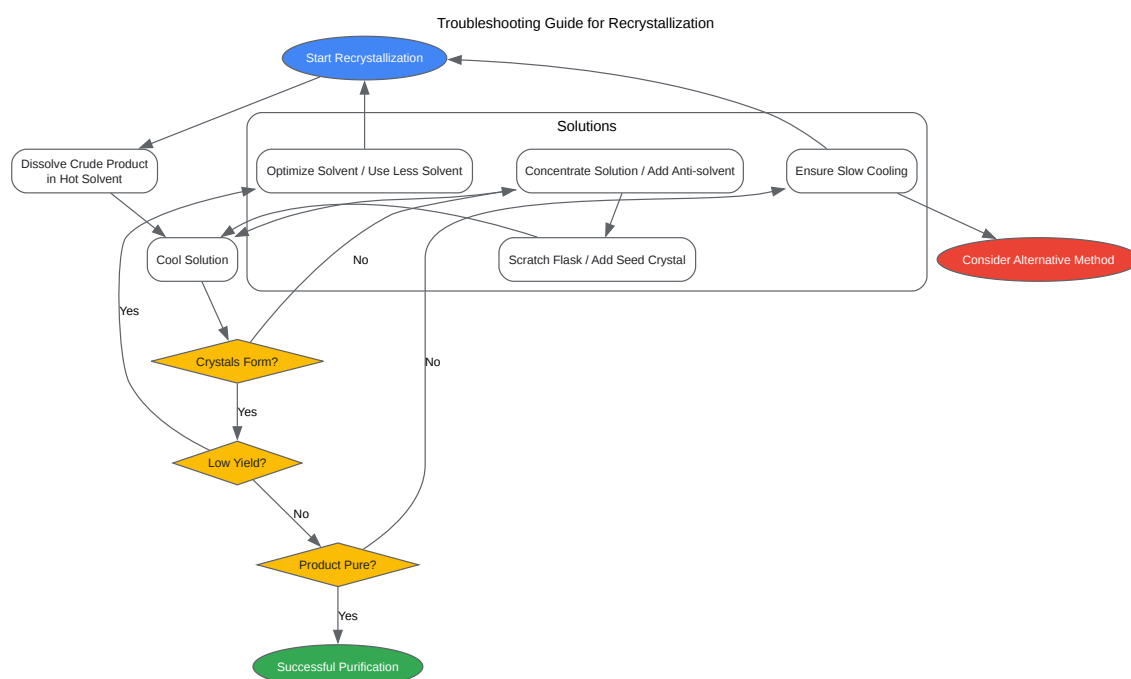 Troubleshooting Guide for Recrystallization
Start Recrystallization
Solutions
Dissolve Crude Product
in Hot Solvent
Optimize Solvent / Use Less Solvent
Concentrate Solution / Add Anti-solvent
Ensure Slow Cooling
Cool Solution
No
Scratch Flask / Add Seed Crystal
Consider Alternative Method
Yes
Crystals Form?
No
Yes
Low Yield?
No
Product Pure?
Yes
Successful Purification